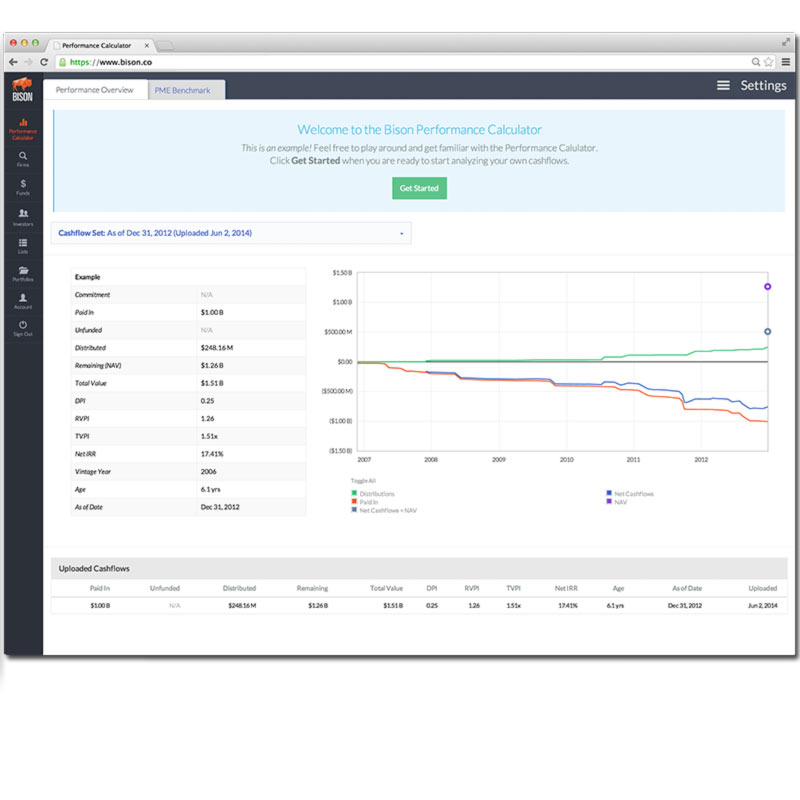 Performance Calculator
https://www.bison.co
BISON
Performance Overview
PME Benchmark
Settings
Performance
Calculator
Firms
Funds
Investors
Lists
Portfolios
Account
Sign Out
Welcome to the Bison Performance Calculator
This is an example! Feel free to play around and get familiar with the Performance Calulator.
Click Get Started when you are ready to start analyzing your own cashflows.
Get Started
Cashflow Set: As of Dec 31, 2012 (Uploaded Jun 2, 2014)
Example
Commitment N/A
Paid In $1.00 B
Unfunded N/A
Distributed $248.16 M
Remaining (NAV) $1.26 B
Total Value $1.51 B
DPI 0.25
RVPI 1.26
TVPI 1.51x
Net IRR 17.41%
Vintage Year 2006
Age 6.1 yrs
As of Date Dec 31, 2012
$1.50 B
$1.00 B
$500.00 M
$0.00
($500.00 M)
($1.00 B)
($1.50 B)
2007 2008 2009 2010 2011 2012
Toggle All
Distributions
Paid In
Net Cashflows + NAV
Net Cashflows
NAV
Uploaded Cashflows
Paid In Unfunded Distributed Remaining Total Value DPI RVPI TVPI Net IRR Age As of Date Uploaded
$1.00 B N/A $248.16 M $1.26 B $1.51 B 0.25 1.26 1.51x 17.41% 6.1 yrs Dec 31, 2012 Jun 2, 2014